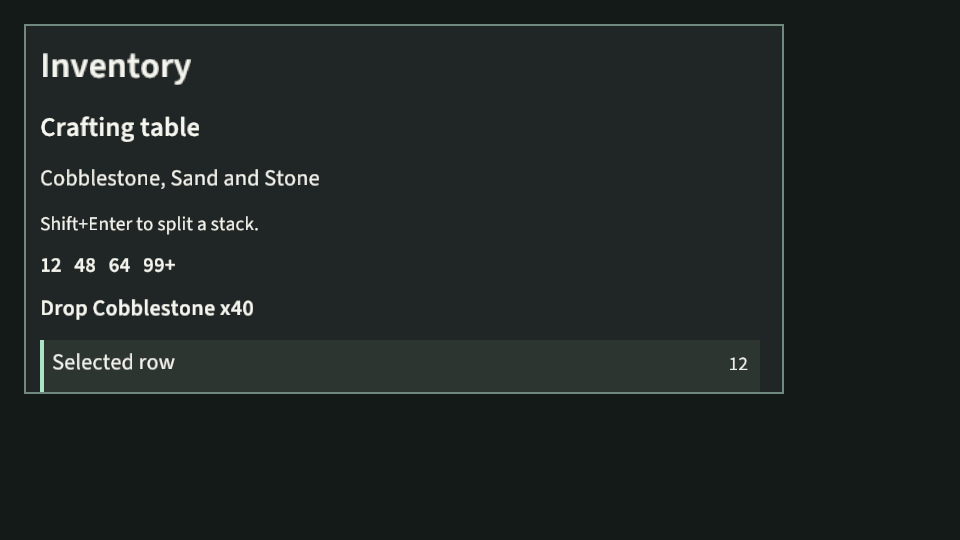 Inventory
Crafting table
Cobblestone, Sand and Stone
Shift+Enter to split a stack.
12 48 64 99+
Drop Cobblestone x40
Selected row 12